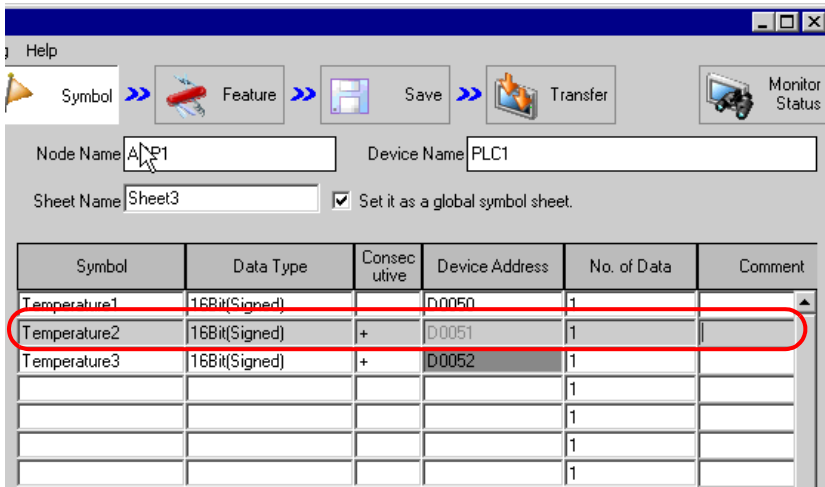 g Help
Symbol Feature Save Transfer Monitor Status
Node Name AGP1 Device Name PLC1
Sheet Name Sheet3 Set it as a global symbol sheet.
Symbol Data Type Consecutive Device Address No. of Data Comment
Temperature1 16Bit(Signed) D0050 1
Temperature2 16Bit(Signed) + D0051 1
Temperature3 16Bit(Signed) + D0052 1
1
1
1
1